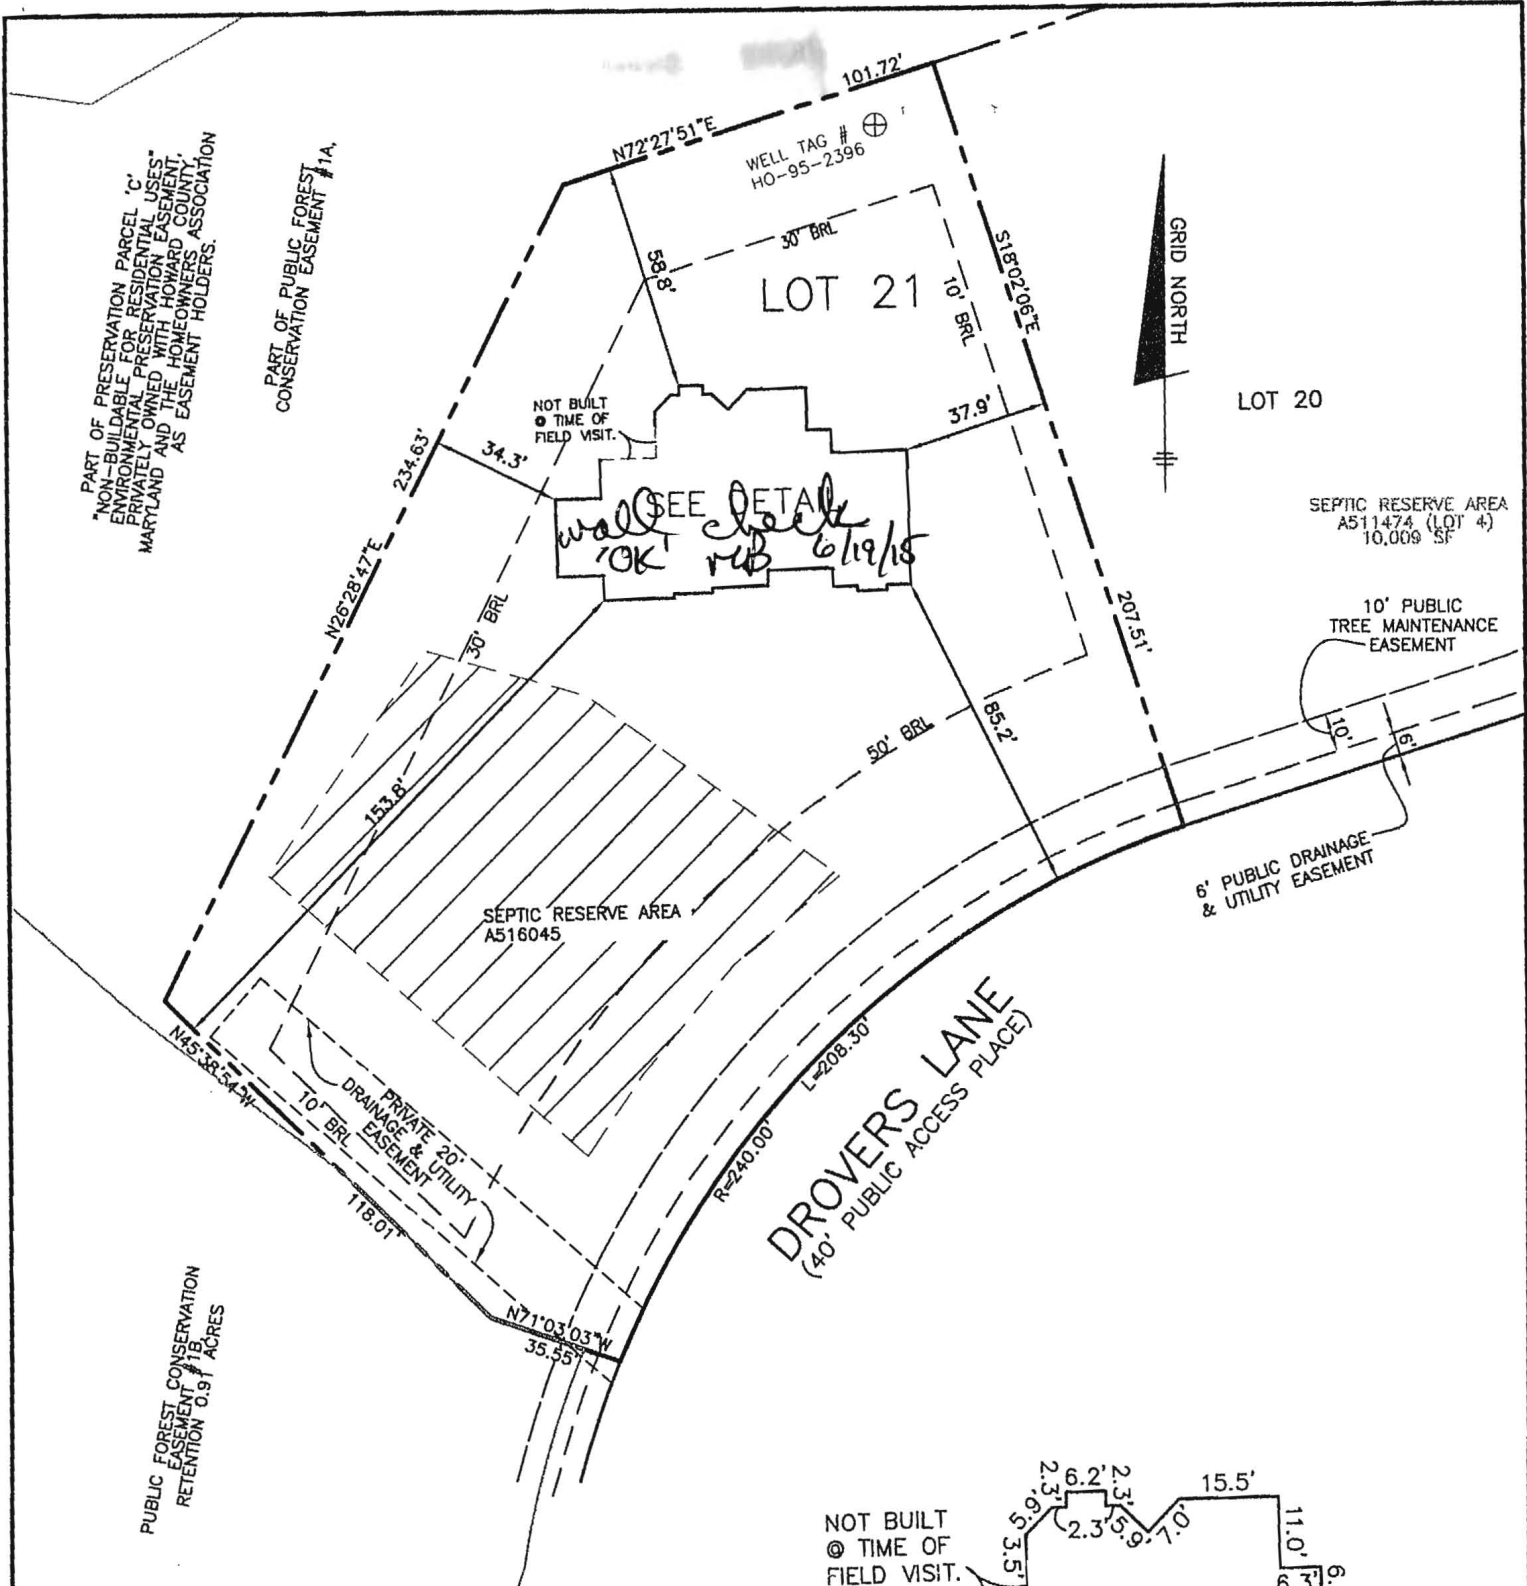 101.72'
N72°27'51"E
WELL TAG #
HO-95-2396
PART OF PRESERVATION PARCEL 'C'
"NON-BUILDABLE FOR RESIDENTIAL USES"
ENVIRONMENTAL PRESERVATION EASEMENT,
PRIVATELY OWNED WITH HOWARD COUNTY,
MARYLAND AND THE HOMEOWNERS ASSOCIATION
AS EASEMENT HOLDERS.
PART OF PUBLIC FOREST
CONSERVATION EASEMENT #1A,
30' BRL
58.8'
LOT 21
10' BRL
S18°02'06"E
GRID NORTH
LOT 20
NOT BUILT
@ TIME OF
FIELD VISIT.
37.9'
34.3'
234.63'
N26°28'47"E
SEE DETAIL
wall check
'OK' 6/19/15
SEPTIC RESERVE AREA
A511474 (LOT 4)
10,009 SF
30' BRL
207.51'
10' PUBLIC
TREE MAINTENANCE
EASEMENT
50' BRL
85.2'
10'
6'
153.8'
6' PUBLIC DRAINAGE
& UTILITY EASEMENT
SEPTIC RESERVE AREA
A516045
N45°38'54"W
118.01'
10' BRL
PRIVATE 20'
DRAINAGE & UTILITY
EASEMENT
L=208.30'
R=240.00'
DROVERS LANE
(40' PUBLIC ACCESS PLACE)
N71°03'03"W
35.55'
PUBLIC FOREST CONSERVATION
EASEMENT #1B,
RETENTION 0.91 ACRES
NOT BUILT
@ TIME OF
FIELD VISIT.
3.5'
5.9'
2.3'
6.2'
2.3'
2.3'
5.9'
7.0'
15.5'
11.0'
6.3'